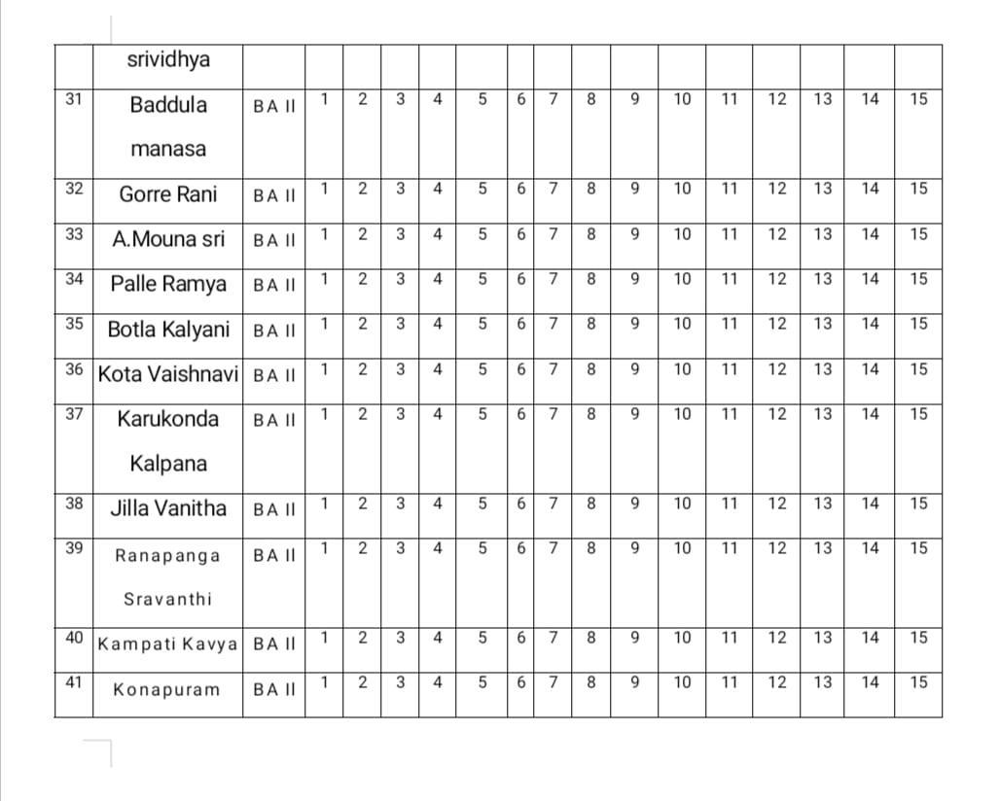 srividhya
31 Baddula BA II 1 2 3 4 5 6 7 8 9 10 11 12 13 14 15
manasa
32 Gorre Rani BA II 1 2 3 4 5 6 7 8 9 10 11 12 13 14 15
33 A.Mouna sri BA II 1 2 3 4 5 6 7 8 9 10 11 12 13 14 15
34 Palle Ramya BA II 1 2 3 4 5 6 7 8 9 10 11 12 13 14 15
35 Botla Kalyani BA II 1 2 3 4 5 6 7 8 9 10 11 12 13 14 15
36 Kota Vaishnavi BA II 1 2 3 4 5 6 7 8 9 10 11 12 13 14 15
37 Karukonda BA II 1 2 3 4 5 6 7 8 9 10 11 12 13 14 15
Kalpana
38 Jilla Vanitha BA II 1 2 3 4 5 6 7 8 9 10 11 12 13 14 15
39 Ranapanga BA II 1 2 3 4 5 6 7 8 9 10 11 12 13 14 15
Sravanthi
40 Kampati Kavya BA II 1 2 3 4 5 6 7 8 9 10 11 12 13 14 15
41 Konapuram BA II 1 2 3 4 5 6 7 8 9 10 11 12 13 14 15